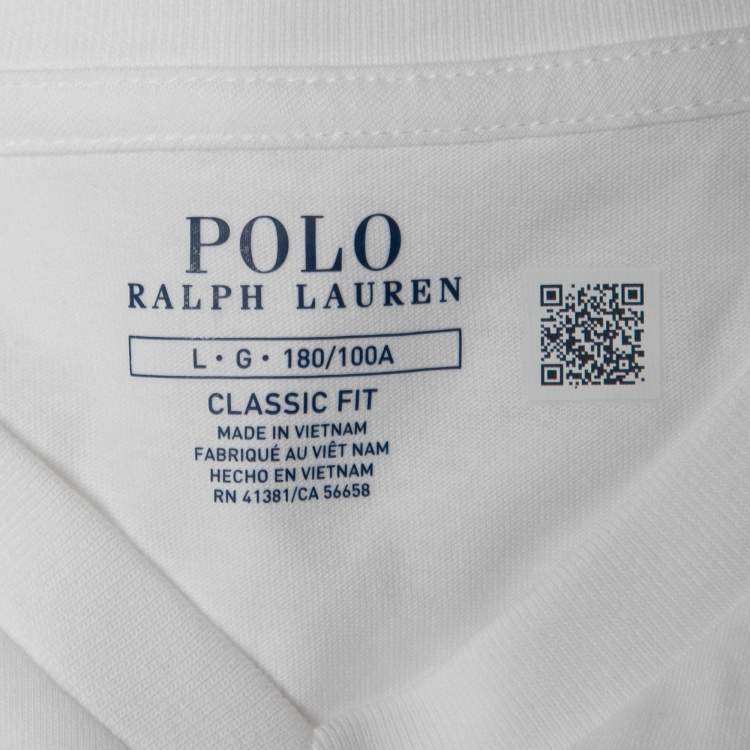 POLO
RALPH LAUREN
L • G • 180/100A
CLASSIC FIT
MADE IN VIETNAM
FABRIQUÉ AU VIÊT NAM
HECHO EN VIETNAM
RN 41381/CA 56658